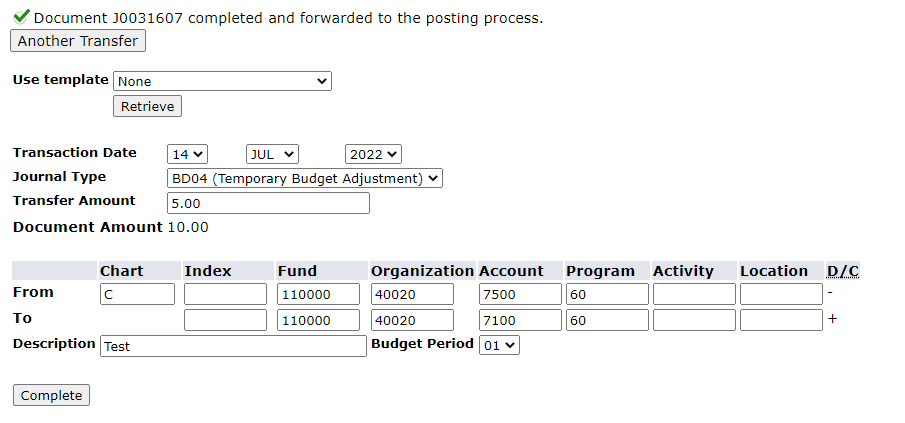 Document J0031607 completed and forwarded to the posting process.
Another Transfer
Use template None
Retrieve
Transaction Date 14 JUL 2022
Journal Type BD04 (Temporary Budget Adjustment)
Transfer Amount 5.00
Document Amount 10.00
Chart Index Fund Organization Account Program Activity Location D/C
From C 110000 40020 7500 60 -
To 110000 40020 7100 60 +
Description Test Budget Period 01
Complete